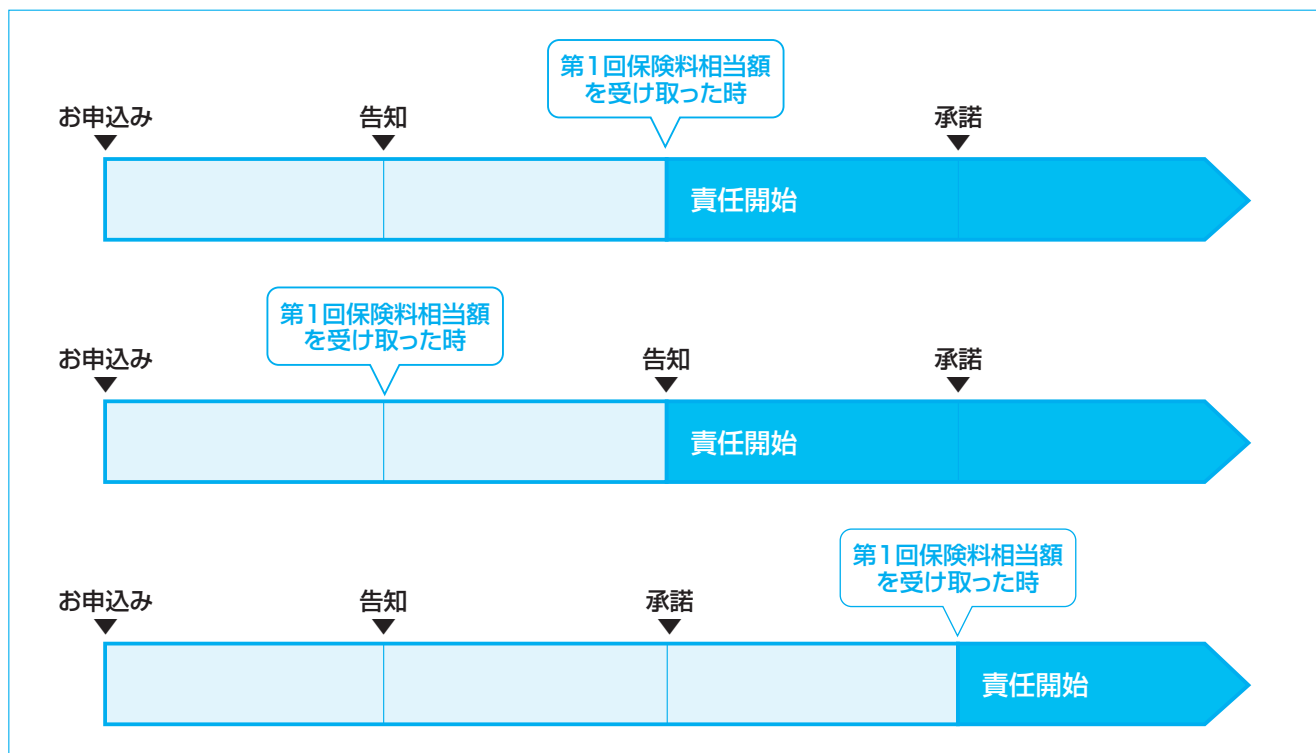 第1回保険料相当額
を受け取った時
お申込み
告知
承諾
責任開始
第1回保険料相当額
を受け取った時
お申込み
告知
承諾
責任開始
第1回保険料相当額
を受け取った時
お申込み
告知
承諾
責任開始